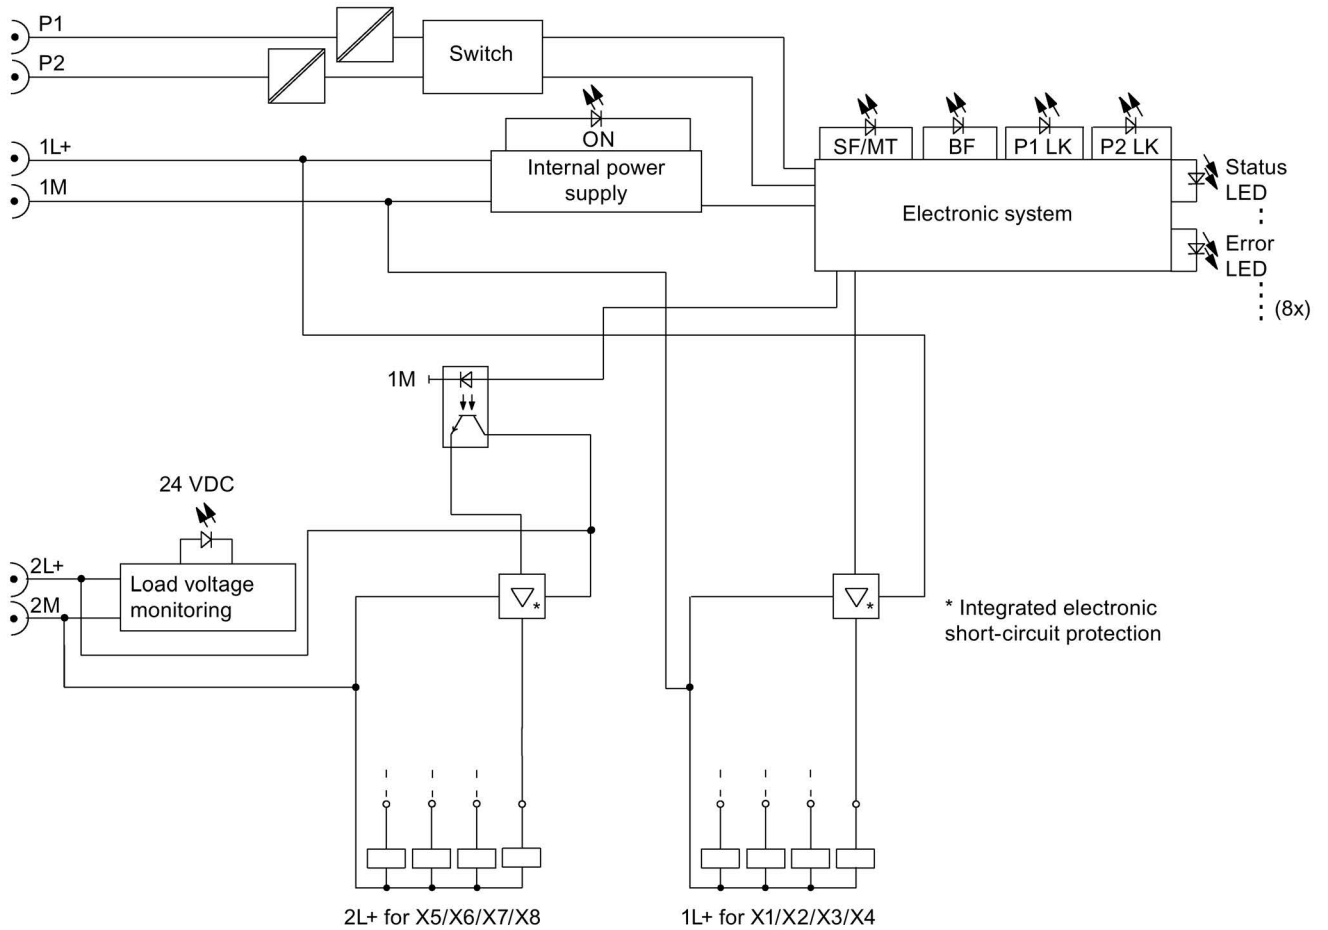 P1
P2
Switch
ON
SF/MT
BF
P1 LK
P2 LK
1L+
1M
Internal power
supply
Electronic system
Status
LED
Error
LED
(8x)
1M
24 VDC
2L+
2M
Load voltage
monitoring
*
*
* Integrated electronic
short-circuit protection
2L+ for X5/X6/X7/X8
1L+ for X1/X2/X3/X4